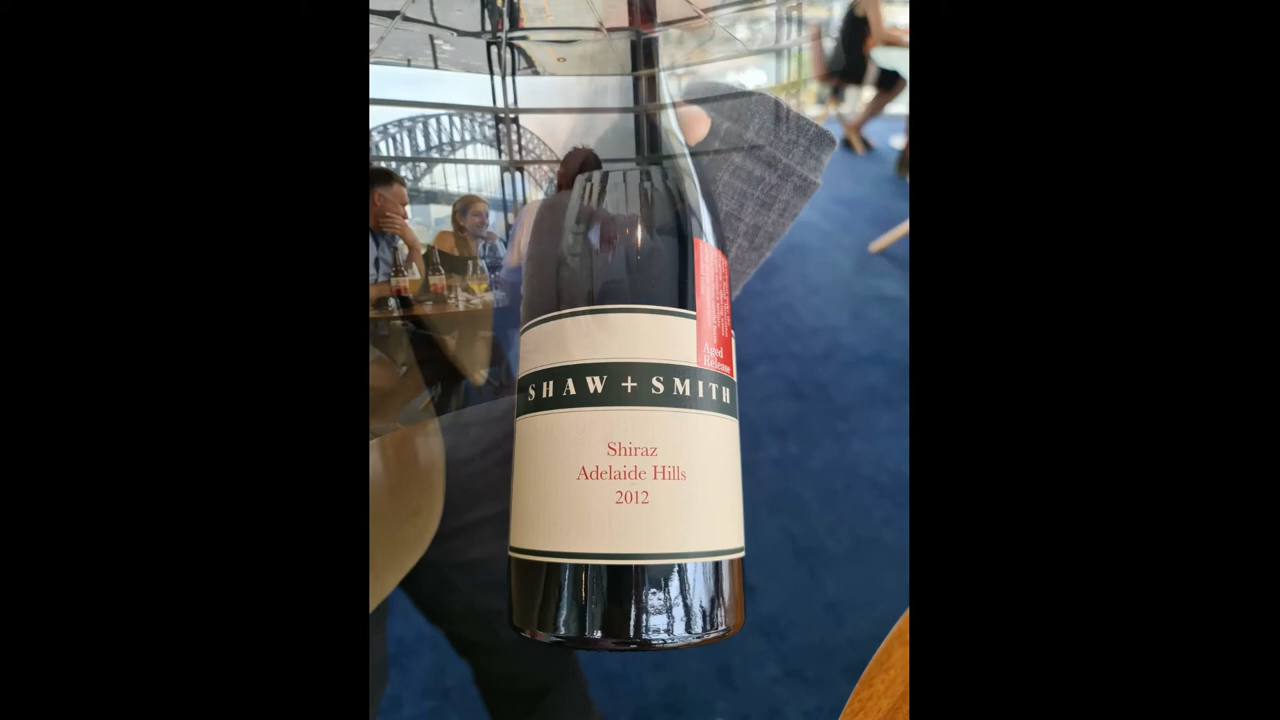 Aged
Release
SHAW + SMITH
Shiraz
Adelaide Hills
2012